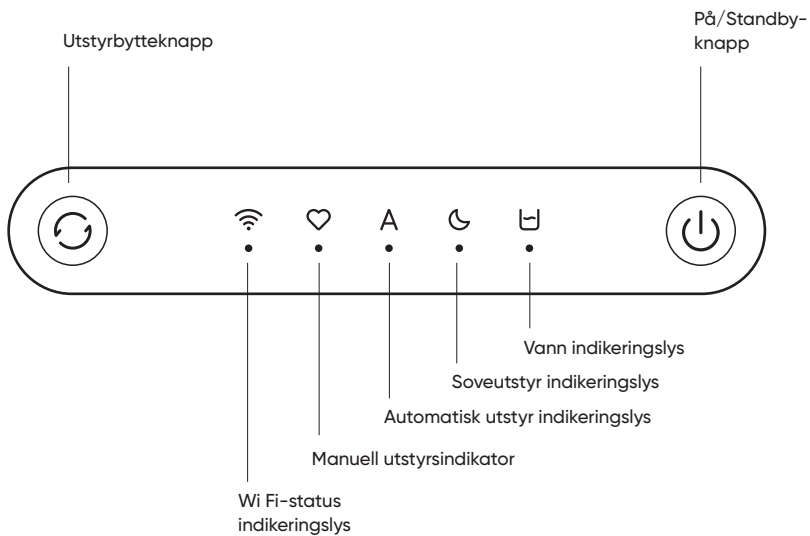 På/Standby-
knapp
Utstyrbytteknapp
A
Vann indikeringslys
Soveutstyr indikeringslys
Automatisk utstyr indikeringslys
Manuell utstyrsindikator
Wi Fi-status
indikeringslys